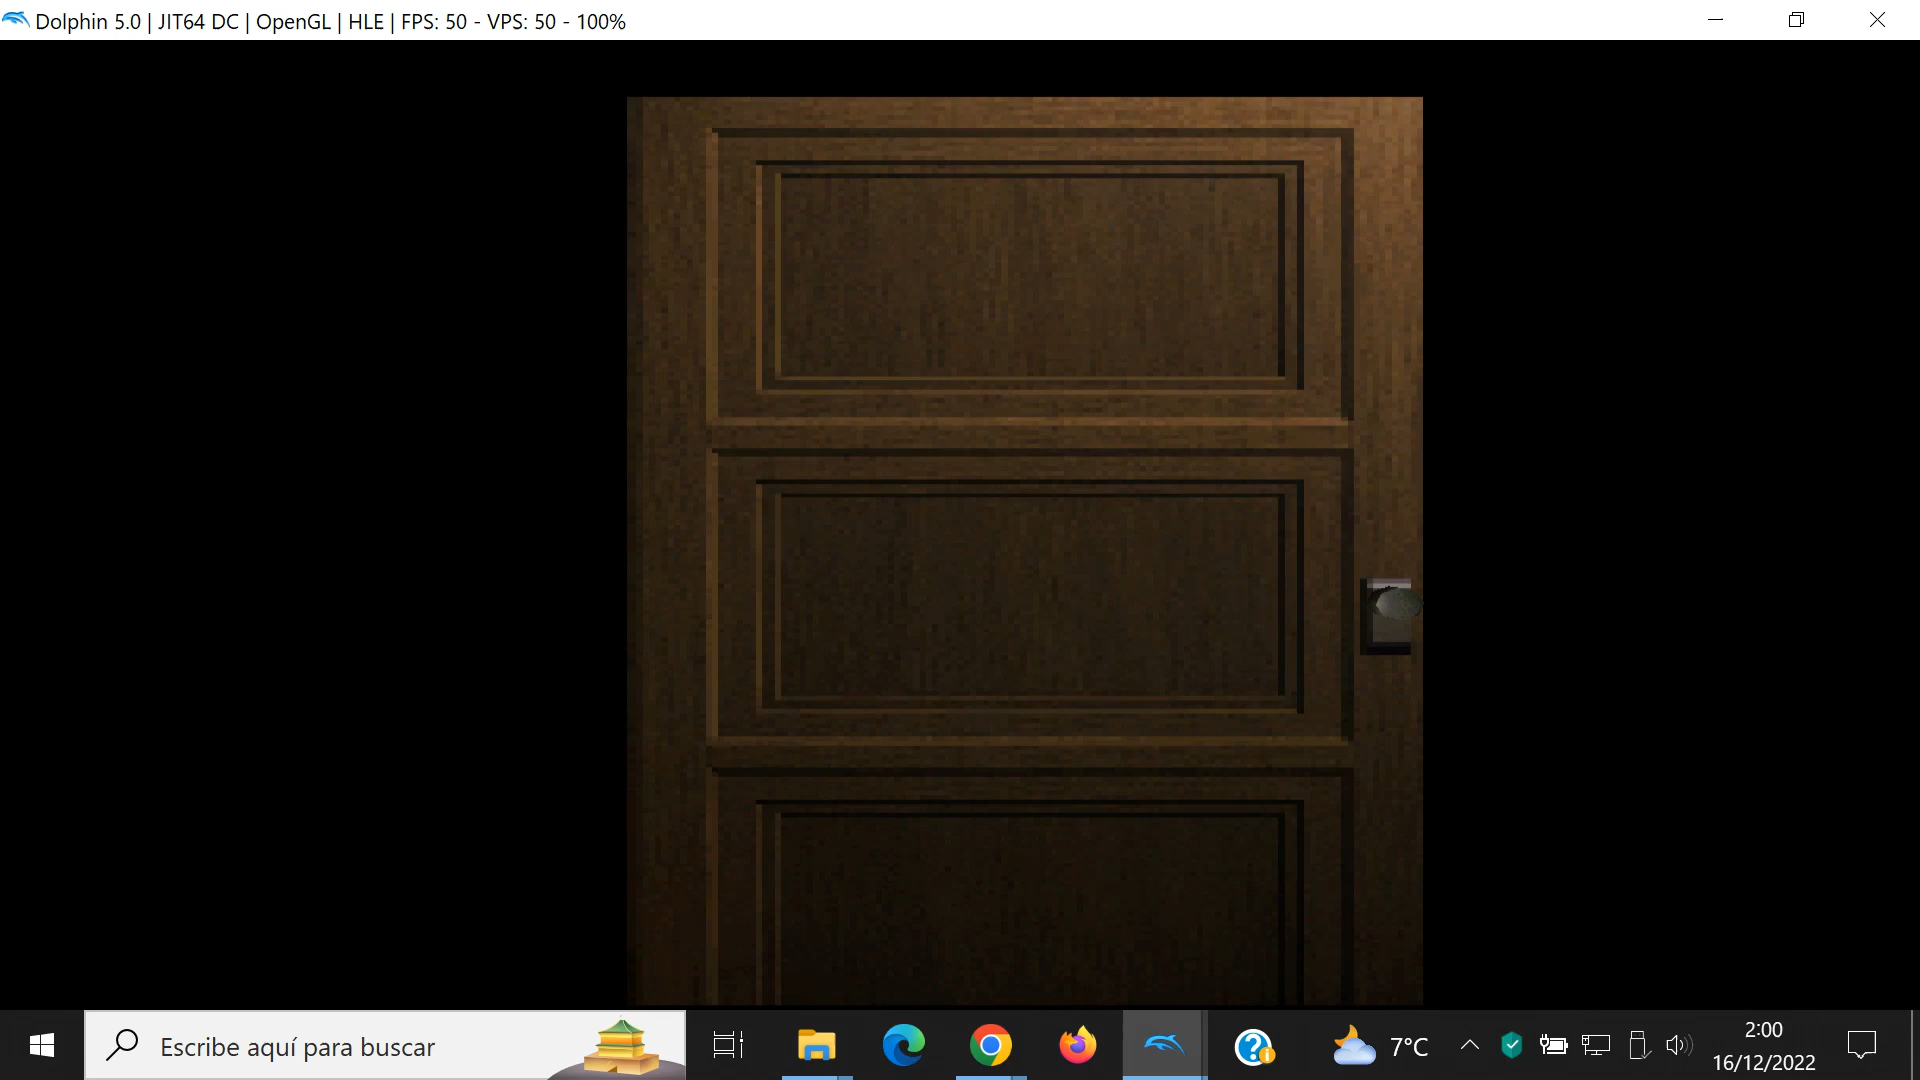 Dolphin 5.0 | JIT64 DC | OpenGL | HLE | FPS: 50 - VPS: 50 - 100%
Escribe aquí para buscar
7°C
2:00
16/12/2022